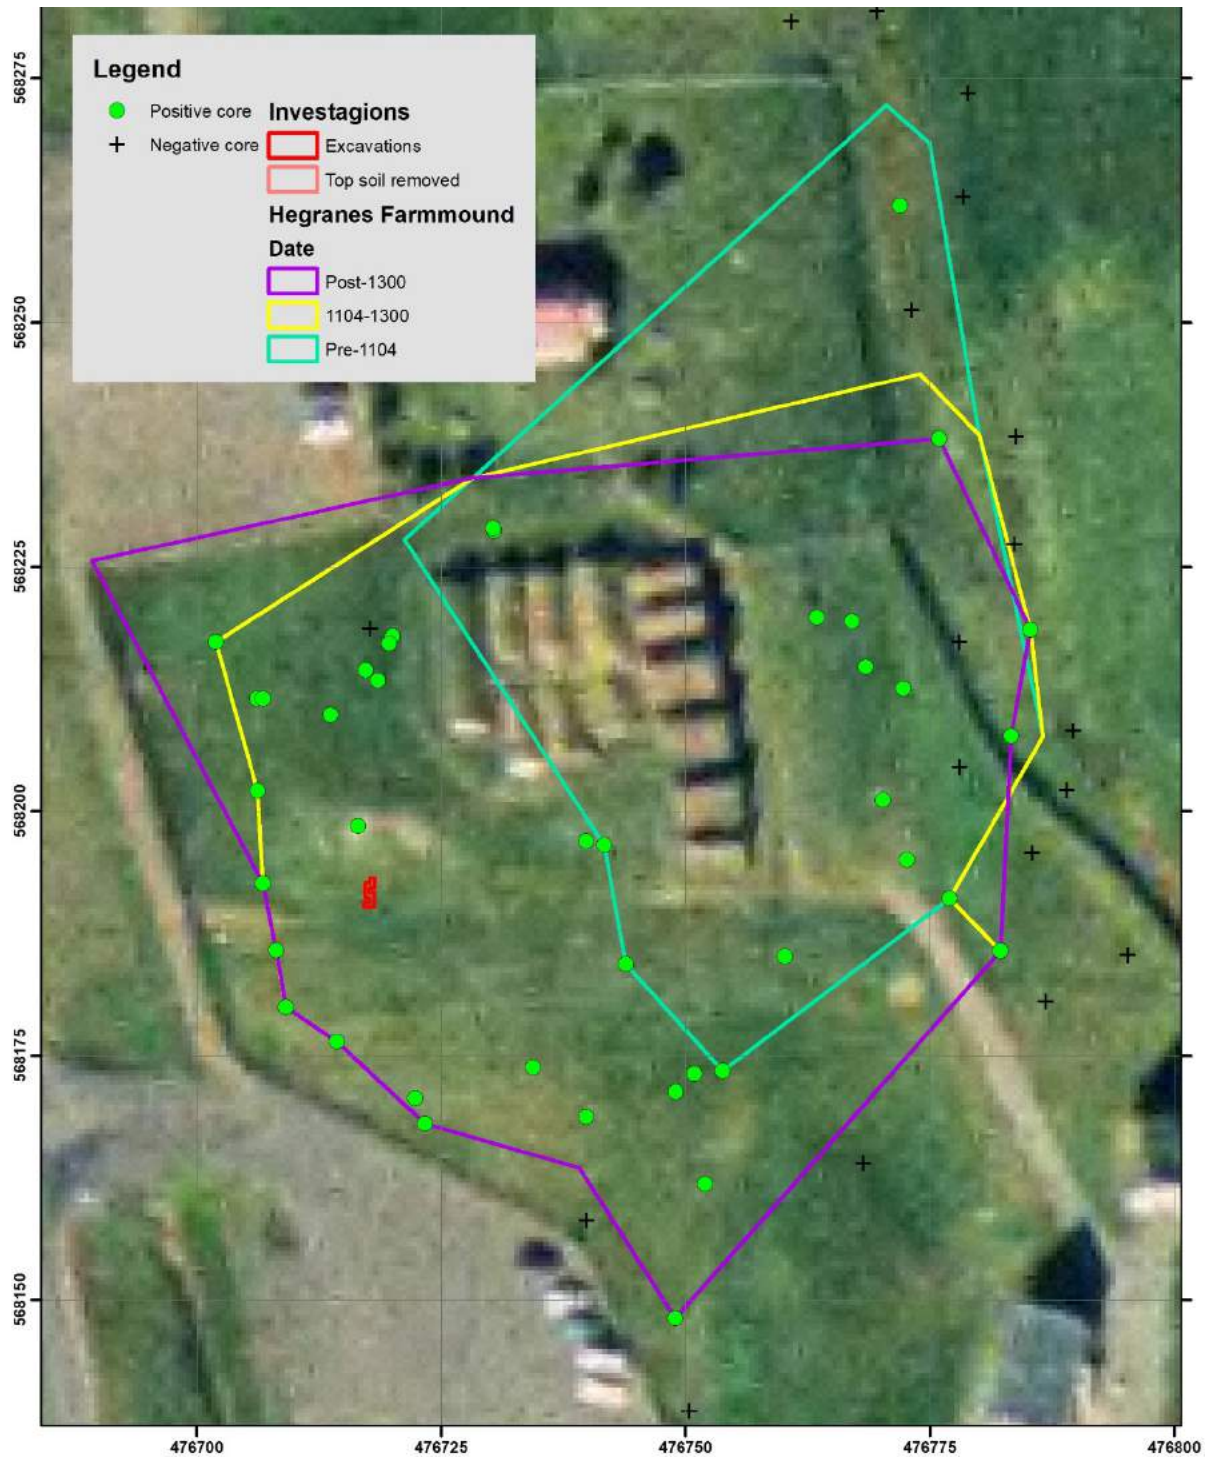 Legend
Positive core
Negative core
Investagions
Excavations
Top soil removed
Hegranes Farmmound
Date
Post-1300
1104-1300
Pre-1104
568275
568250
568225
568200
568175
568150
476700
476725
476750
476775
476800